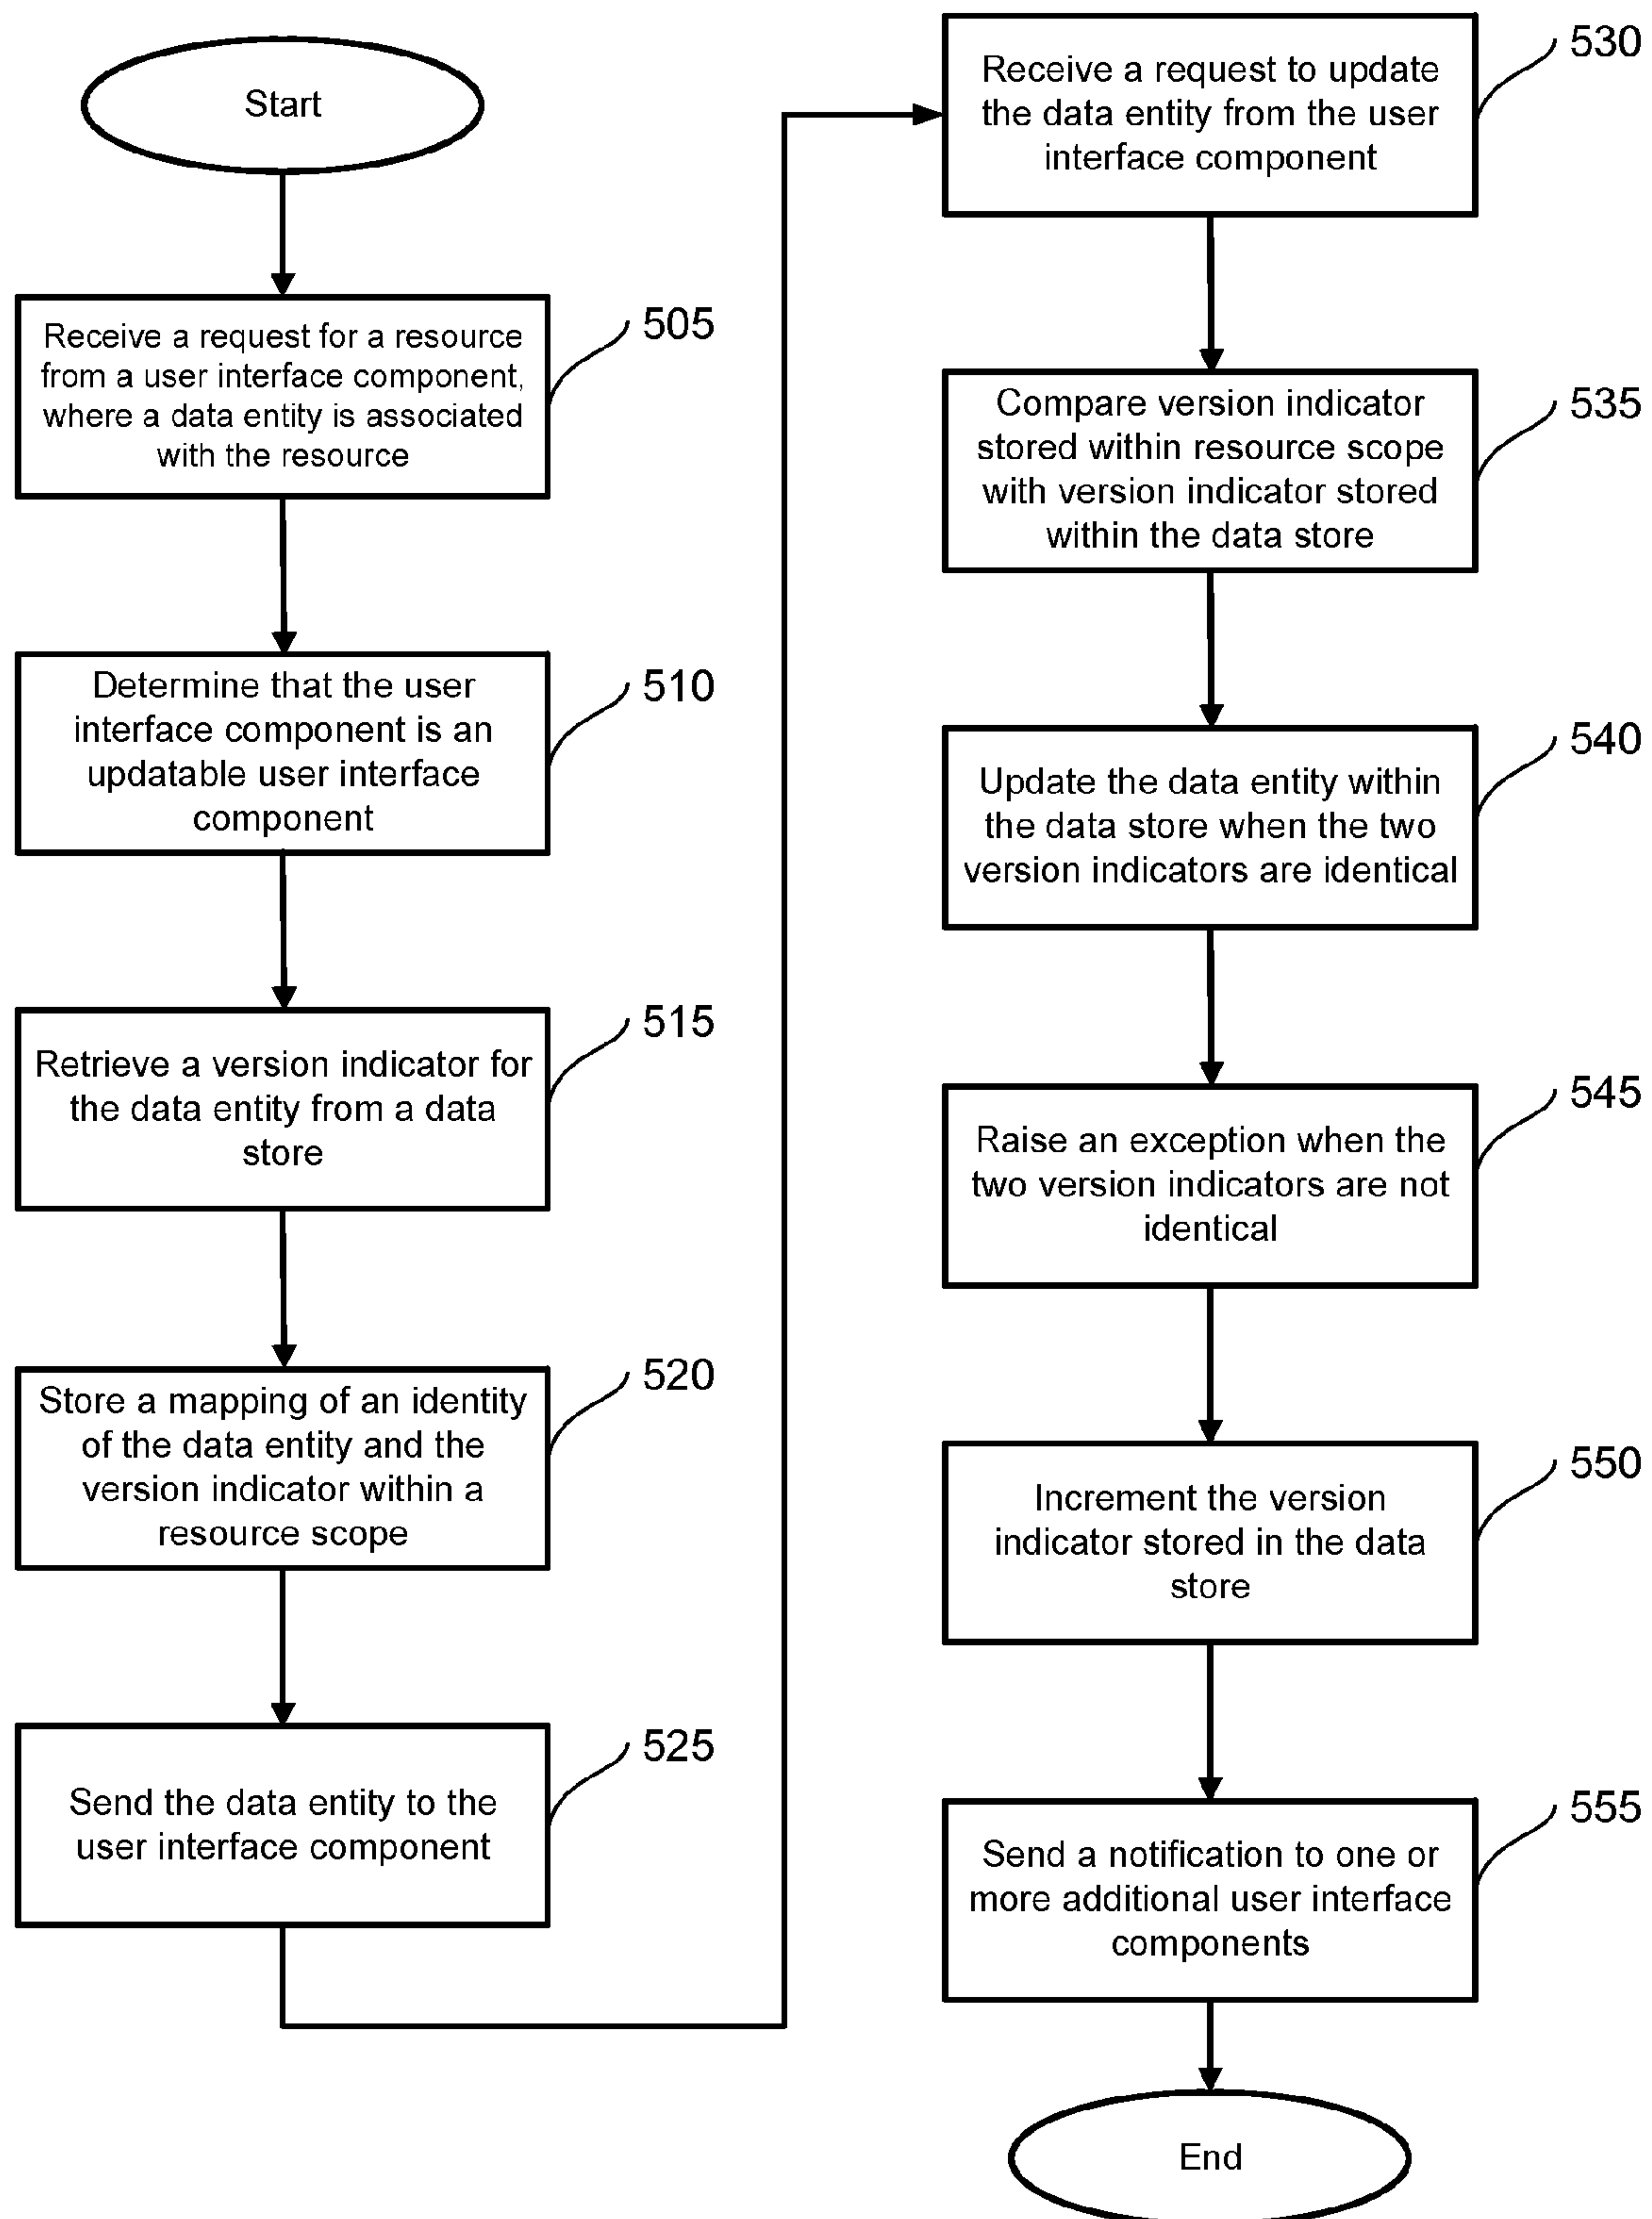 Start
Receive a request for a resource
from a user interface component,
where a data entity is associated
with the resource
505
Determine that the user
interface component is an
updatable user interface
component
510
Retrieve a version indicator for
the data entity from a data
store
515
Store a mapping of an identity
of the data entity and the
version indicator within a
resource scope
520
Send the data entity to the
user interface component
525
Receive a request to update
the data entity from the user
interface component
530
Compare version indicator
stored within resource scope
with version indicator stored
within the data store
535
Update the data entity within
the data store when the two
version indicators are identical
540
Raise an exception when the
two version indicators are not
identical
545
Increment the version
indicator stored in the data
store
550
Send a notification to one or
more additional user interface
components
555
End